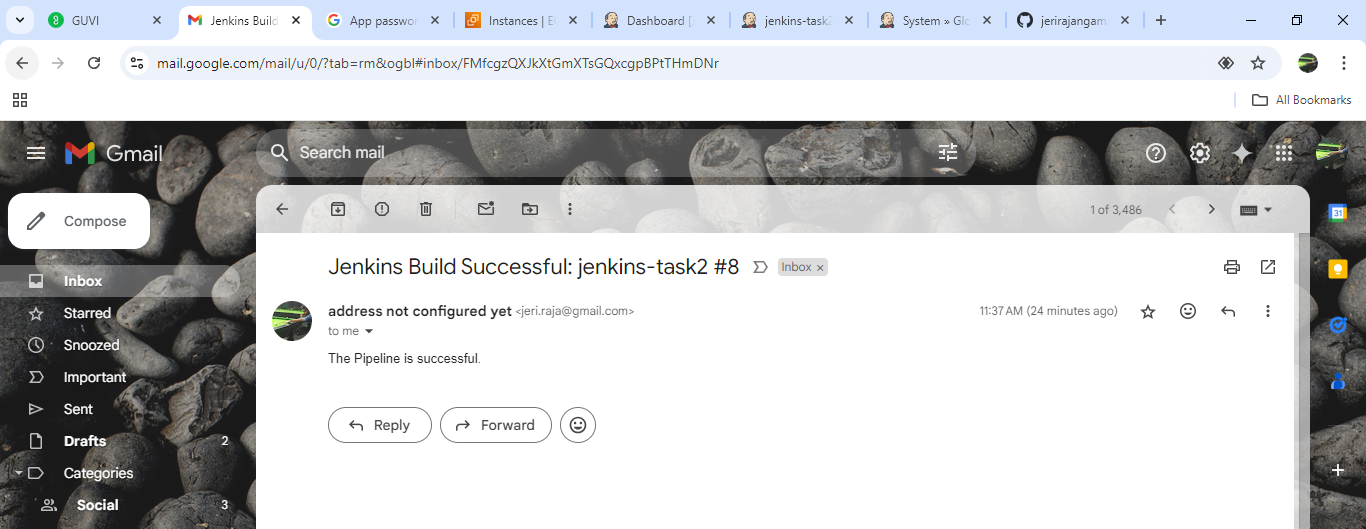 GUVI
Jenkins Build
App passwor
Instances | E
Dashboard [
jenkins-task2
System » Glo
jerirajangam
mail.google.com/mail/u/0/?tab=rm&ogbl#inbox/FMfcgzQXJkXtGmXTsGQxcgpBPtTHmDNr
All Bookmarks
Gmail
Search mail
Compose
1 of 3,486
31
Inbox
Starred
Snoozed
Important
Sent
Drafts 2
Categories
Social 3
Jenkins Build Successful: jenkins-task2 #8
Inbox x
address not configured yet <jeri.raja@gmail.com>
11:37 AM (24 minutes ago)
to me
The Pipeline is successful.
Reply
Forward